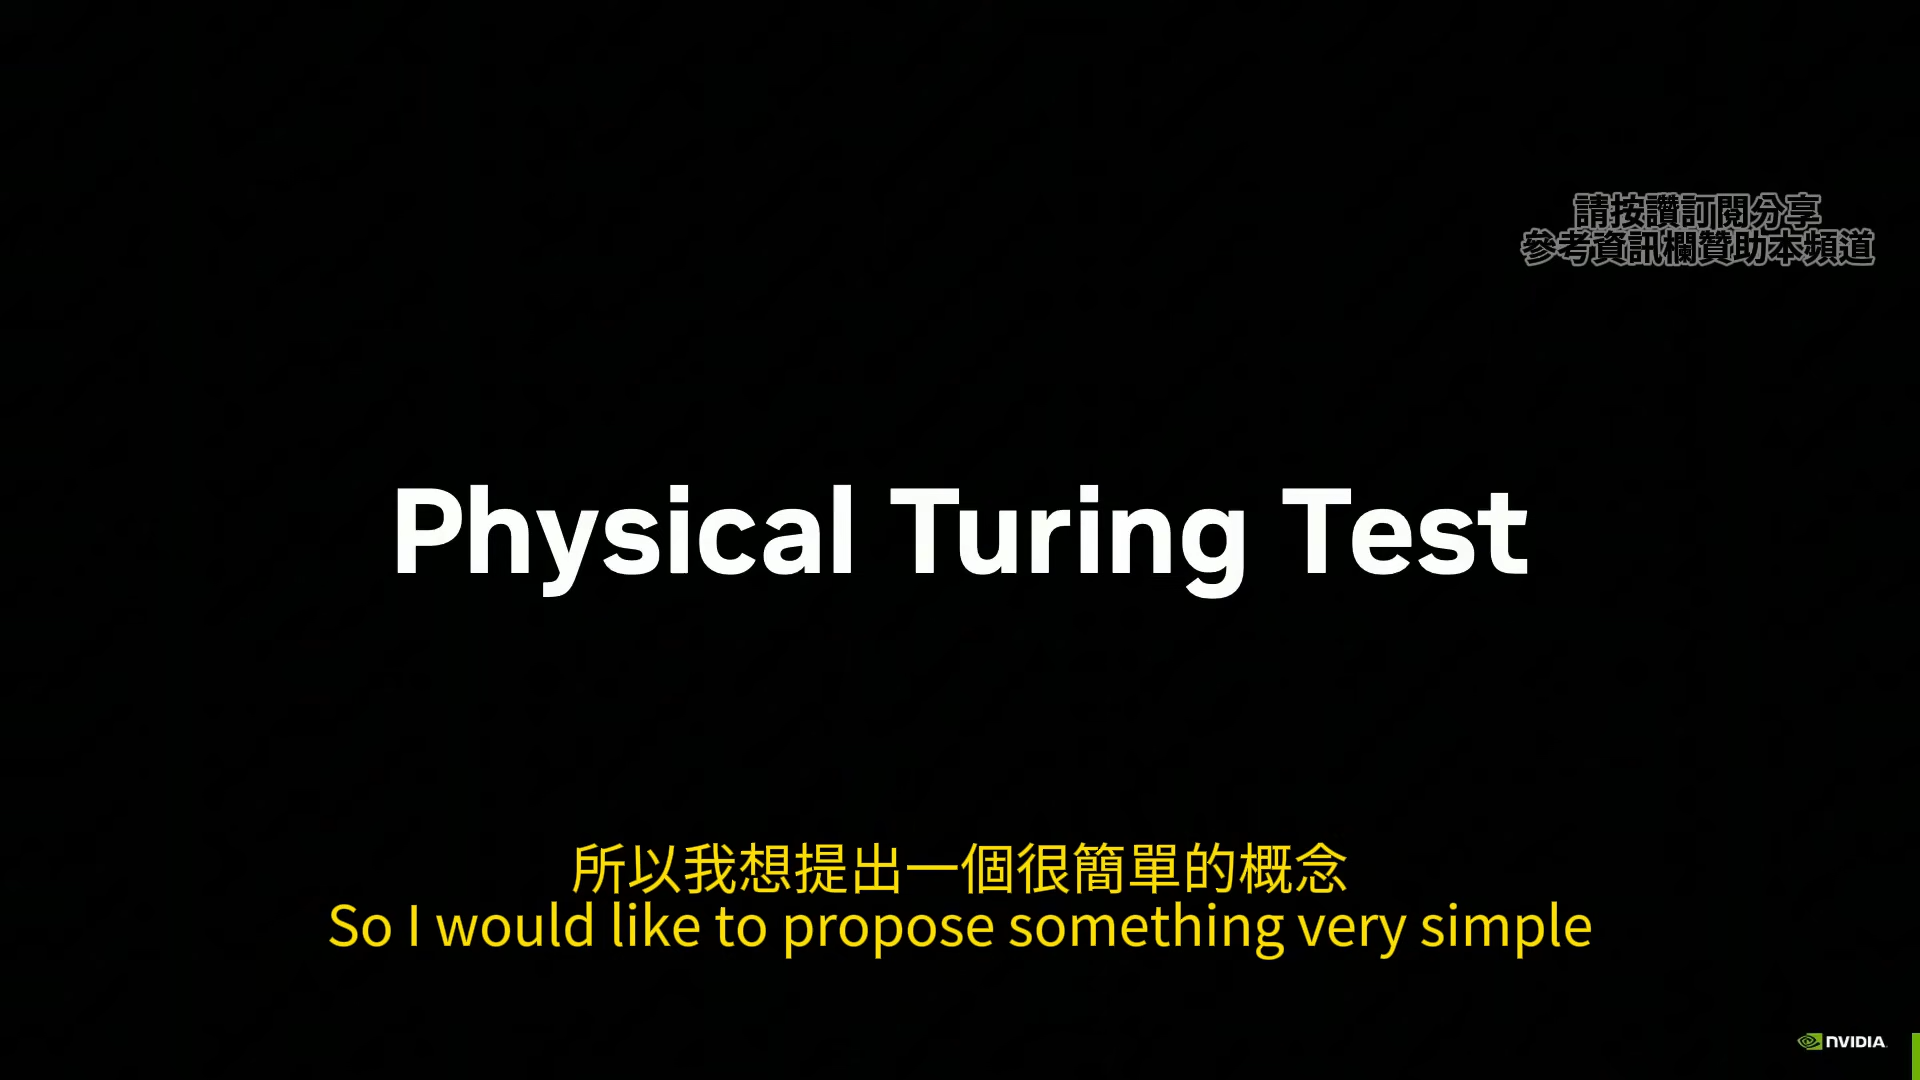 請按讚訂閱分享
參考資訊欄贊助本頻道
Physical Turing Test
所以我想提出一個很簡單的概念
So I would like to propose something very simple
NVIDIA